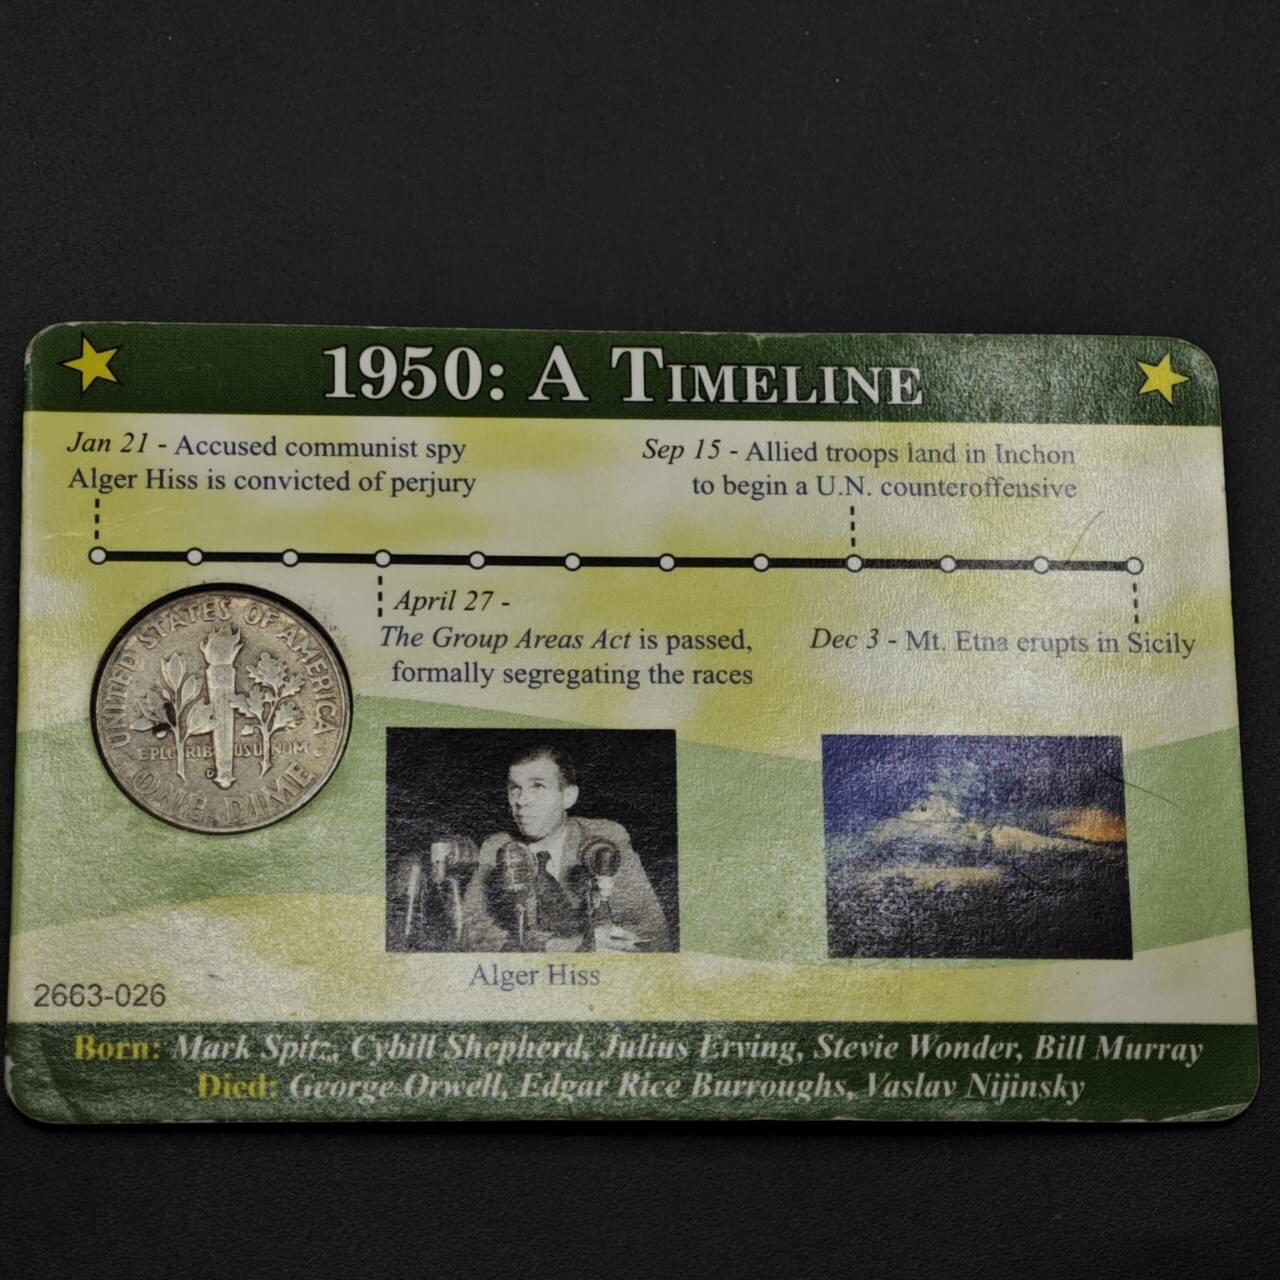 1950: A TIMELINE
Jan 21 - Accused communist spy
Alger Hiss is convicted of perjury
Sep 15 - Allied troops land in Inchon
to begin a U.N. counteroffensive
April 27 -
The Group Areas Act is passed,
formally segregating the races
Dec 3 - Mt. Etna erupts in Sicily
UNITED STATES OF AMERICA
E PLURIBUS UNUM
D
ONE DIME
Alger Hiss
2663-026
Born: Mark Spitz, Cybill Shepherd, Julius Erving, Stevie Wonder, Bill Murray
Died: George Orwell, Edgar Rice Burroughs, Vaslav Nijinsky